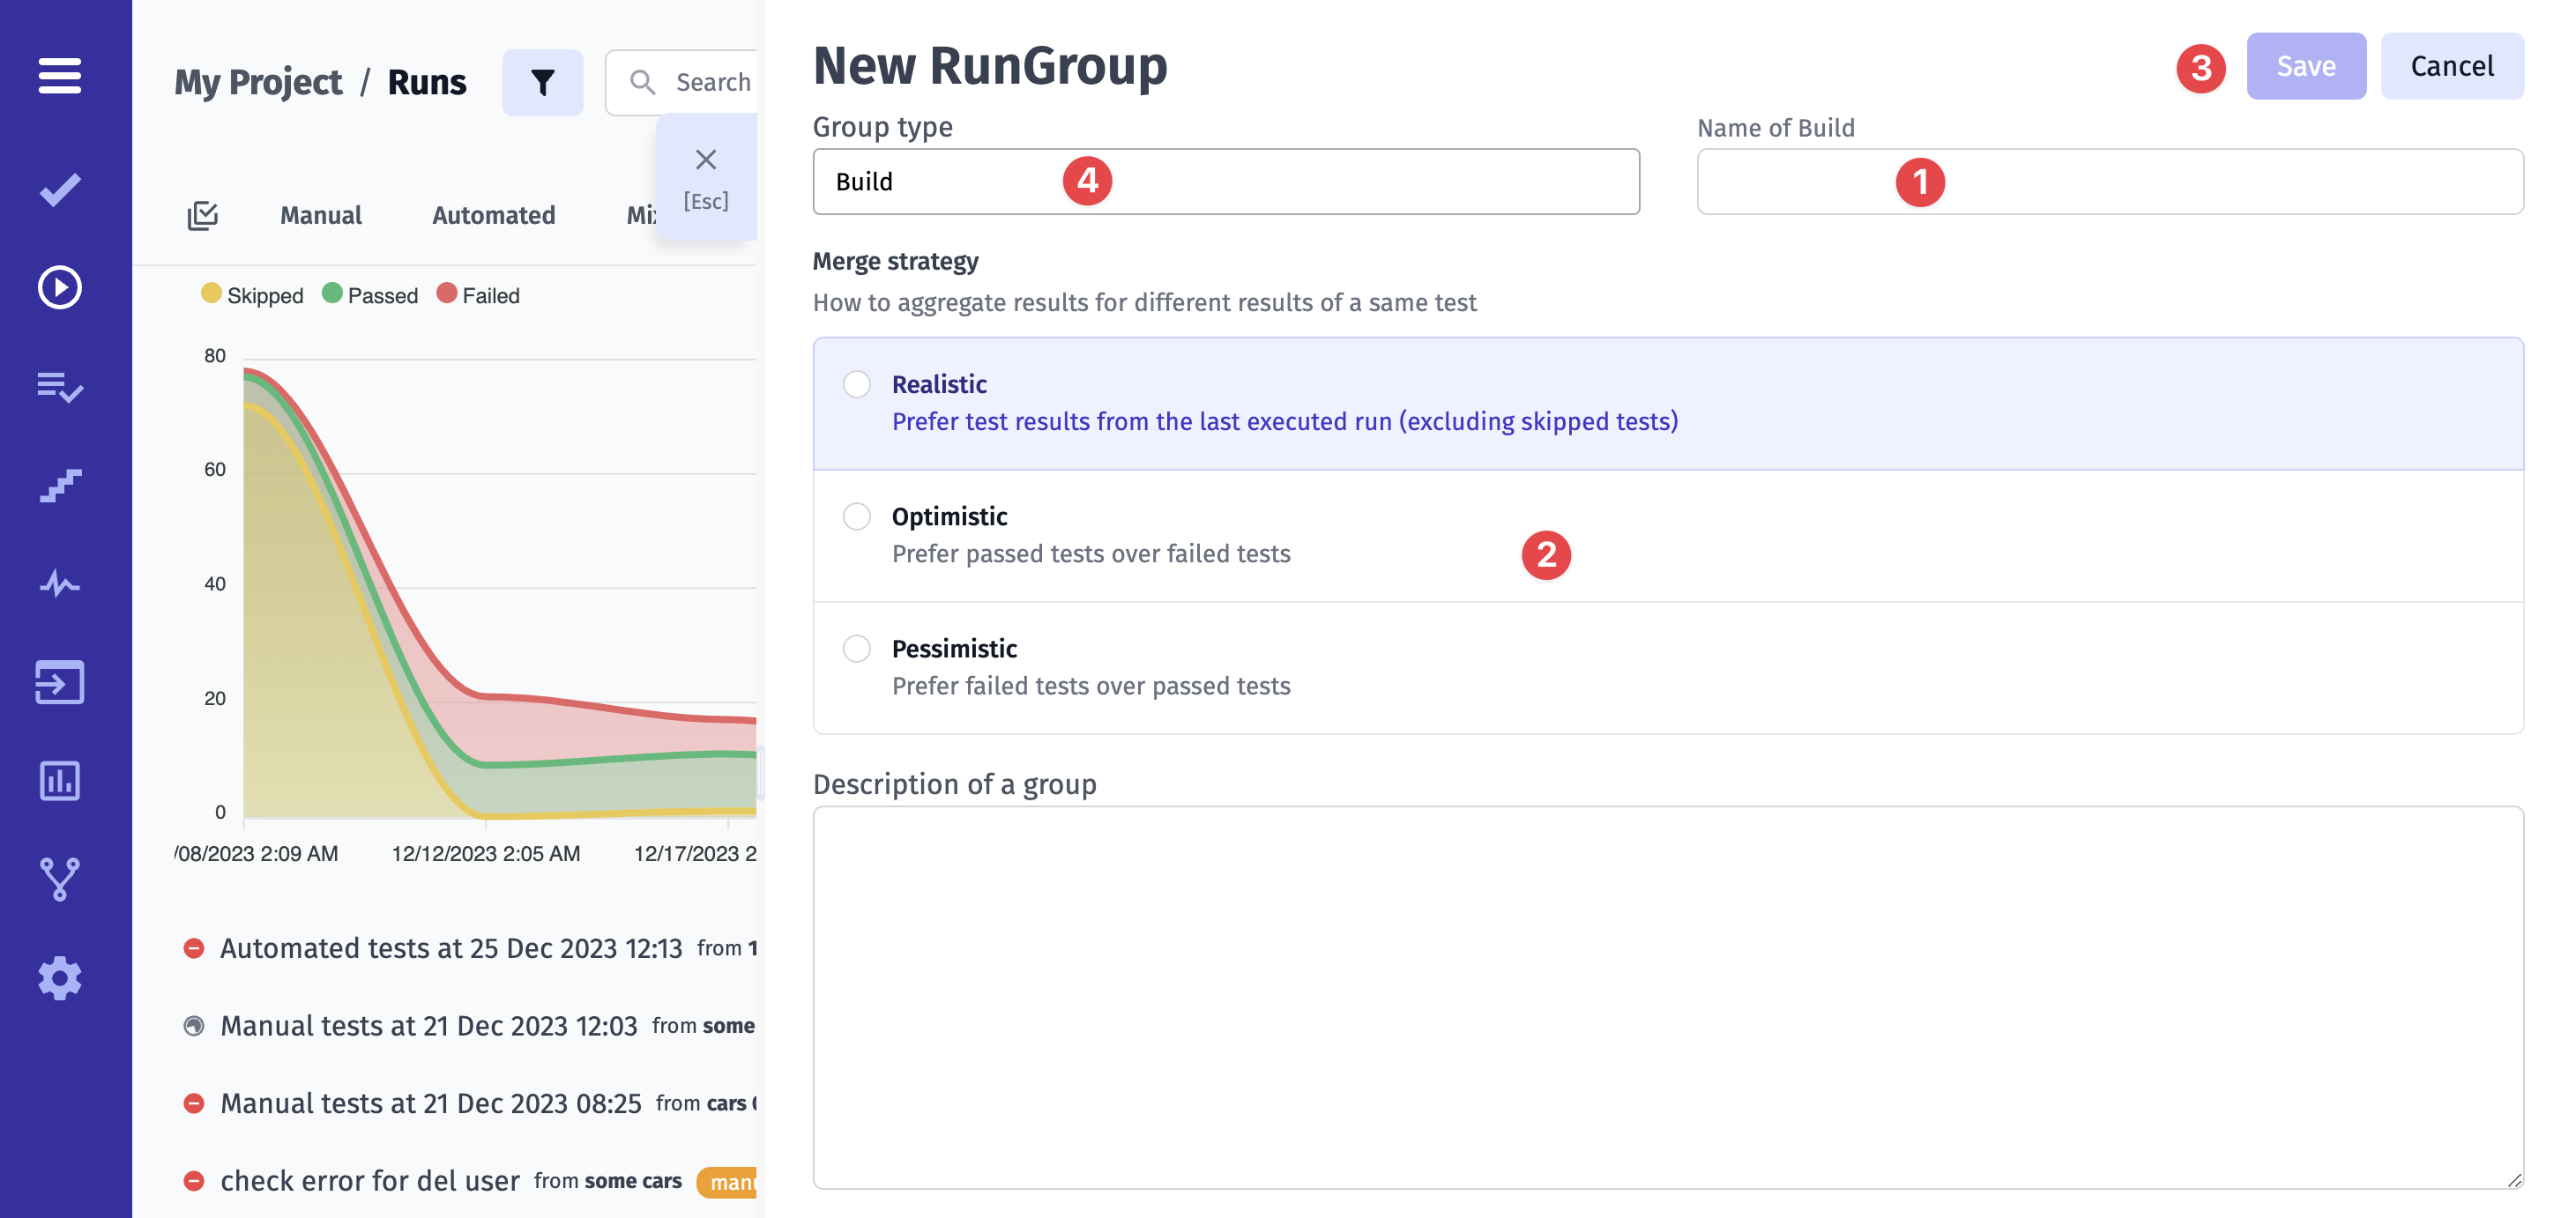 My Project / Runs
Search
[Esc]
Manual Automated Mix
Skipped Passed Failed
80
60
40
20
0
/08/2023 2:09 AM 12/12/2023 2:05 AM 12/17/2023 2
Automated tests at 25 Dec 2023 12:13 from 1
Manual tests at 21 Dec 2023 12:03 from some
Manual tests at 21 Dec 2023 08:25 from cars
check error for del user from some cars manu
New RunGroup
3 Save Cancel
Group type
Build 4
Name of Build
1
Merge strategy
How to aggregate results for different results of a same test
Realistic
Prefer test results from the last executed run (excluding skipped tests)
Optimistic
Prefer passed tests over failed tests
2
Pessimistic
Prefer failed tests over passed tests
Description of a group